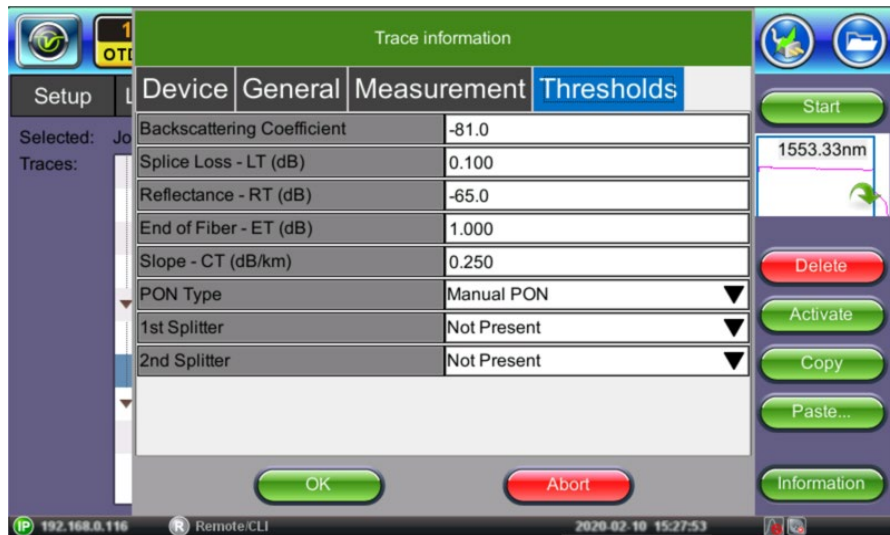 Trace information
Device General Measurement Thresholds
Setup
Start
Selected:
Traces:
Backscattering Coefficient -81.0
Splice Loss - LT (dB) 0.100
Reflectance - RT (dB) -65.0
End of Fiber - ET (dB) 1.000
Slope - CT (dB/km) 0.250
PON Type Manual PON
1st Splitter Not Present
2nd Splitter Not Present
1553.33nm
Delete
Activate
Copy
Paste...
OK Abort
Information
IP 192.168.0.116 R Remote/CLI 2020-02-10 15:27:53